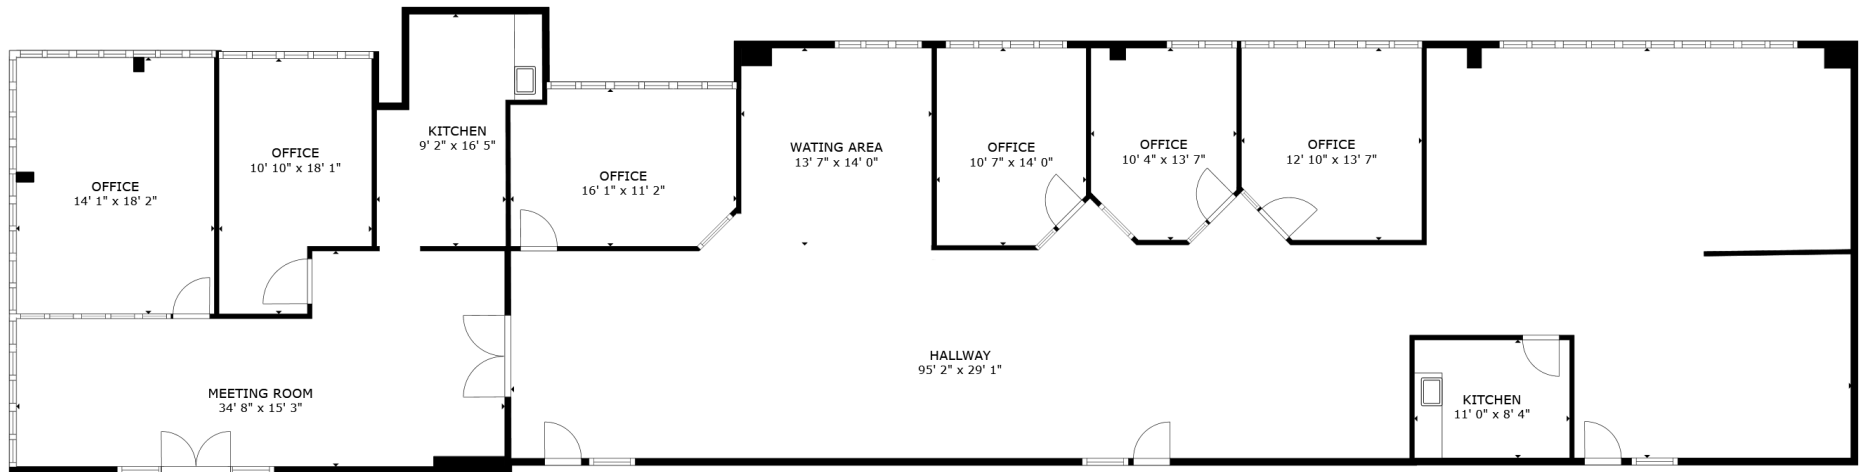 KITCHEN
9' 2" x 16' 5"
WATING AREA
13' 7" x 14' 0"
OFFICE
10' 7" x 14' 0"
OFFICE
10' 4" x 13' 7"
OFFICE
12' 10" x 13' 7"
OFFICE
10' 10" x 18' 1"
OFFICE
14' 1" x 18' 2"
OFFICE
16' 1" x 11' 2"
HALLWAY
95' 2" x 29' 1"
MEETING ROOM
34' 8" x 15' 3"
KITCHEN
11' 0" x 8' 4"